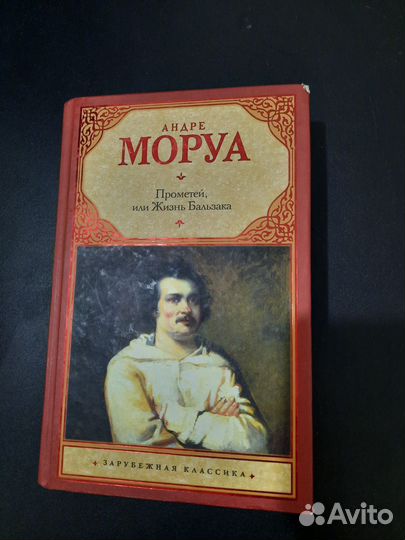 АНДРЕ
МОРУА
Прометей,
или Жизнь Бальзака
ЗАРУБЕЖНАЯ КЛАССИКА
Avito